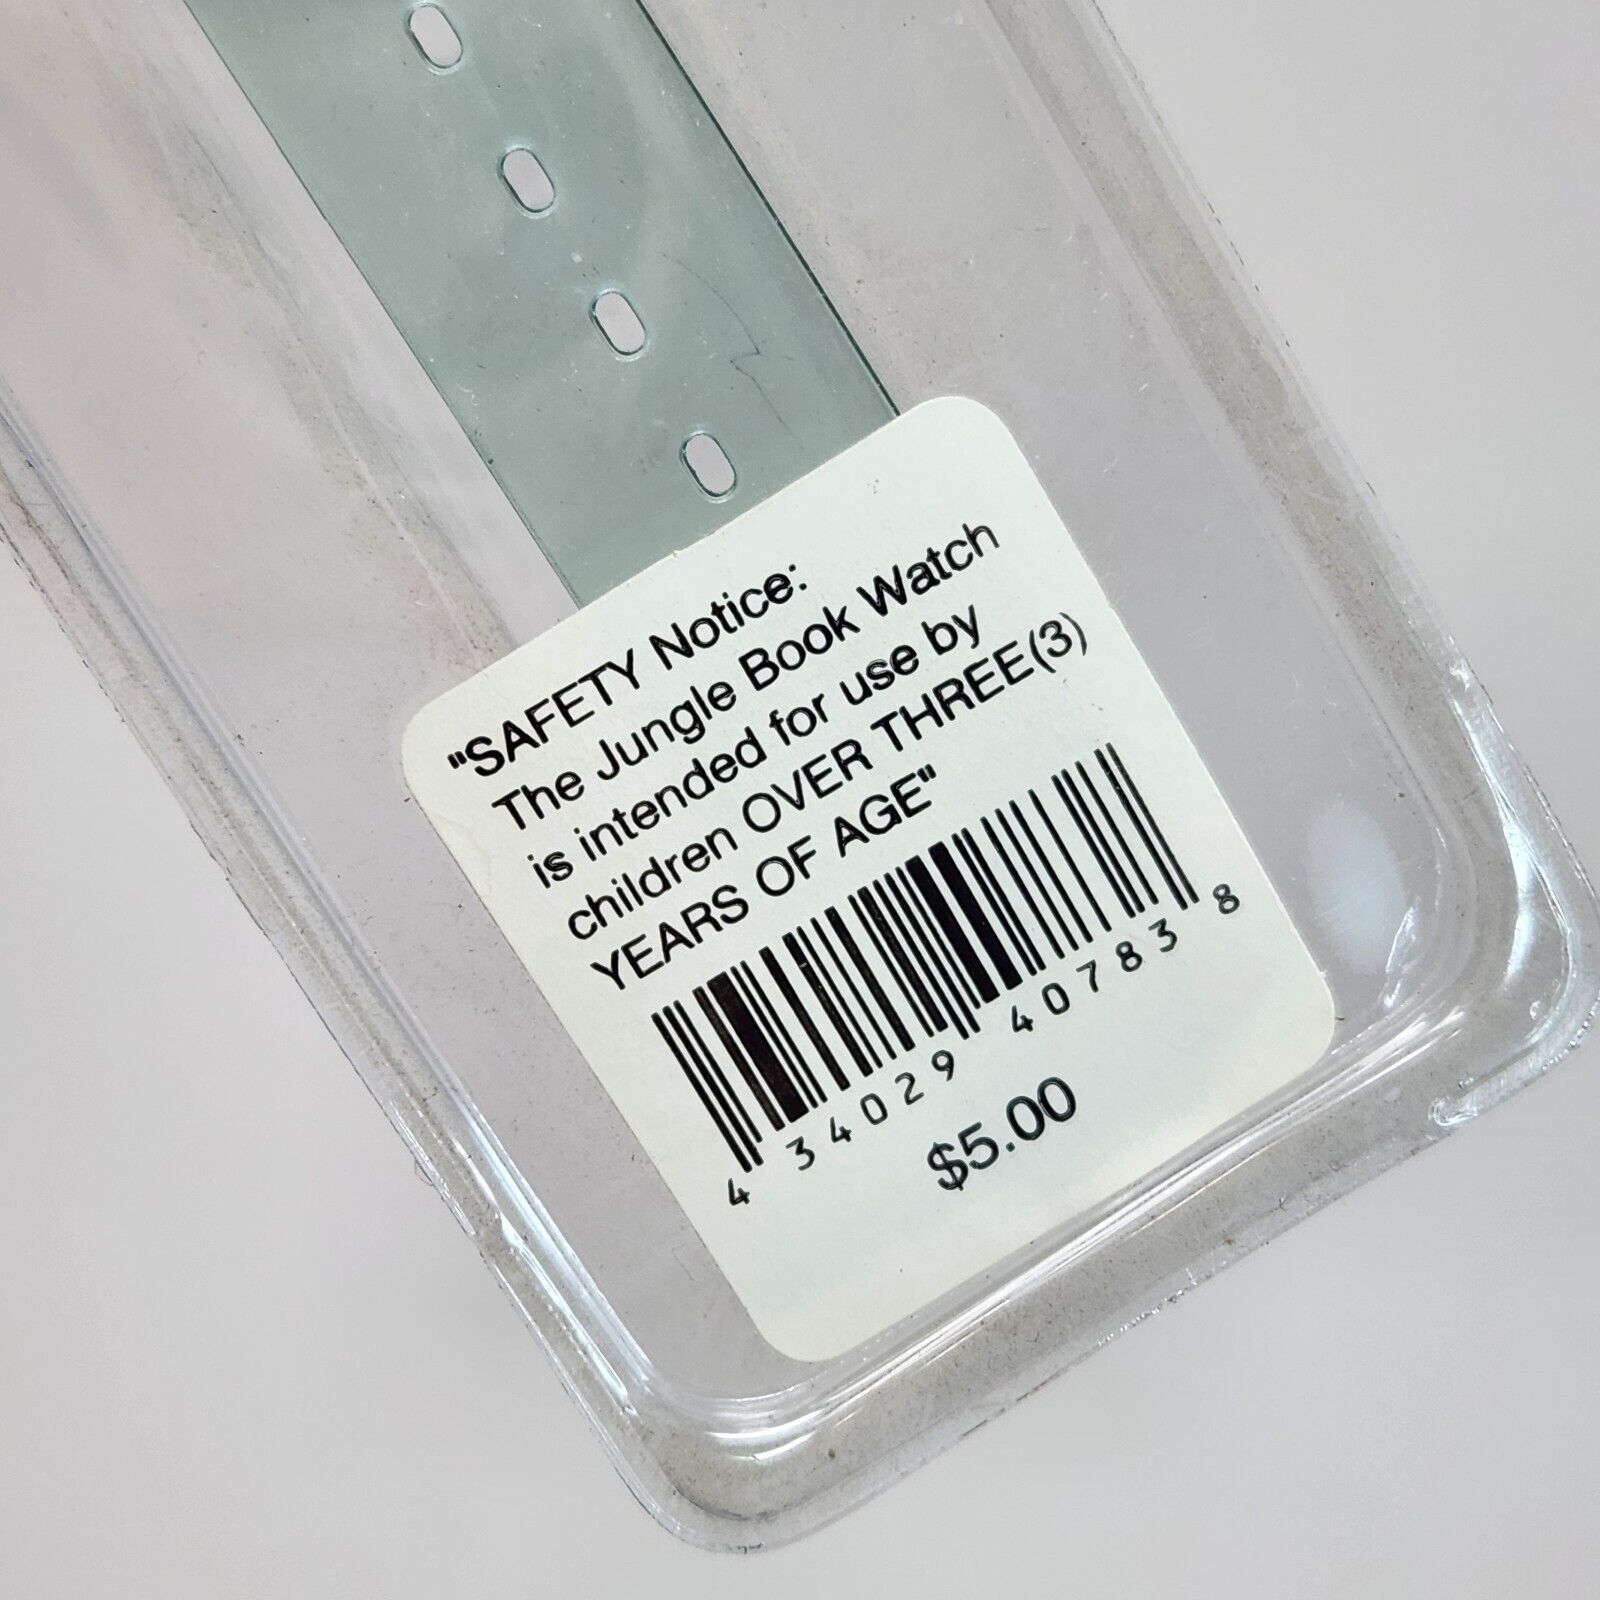 "SAFETY Notice:
The Jungle Book Watch
is intended for use by
children OVER THREE(3)
YEARS OF AGE"
4 34029 40783 8
$5.00